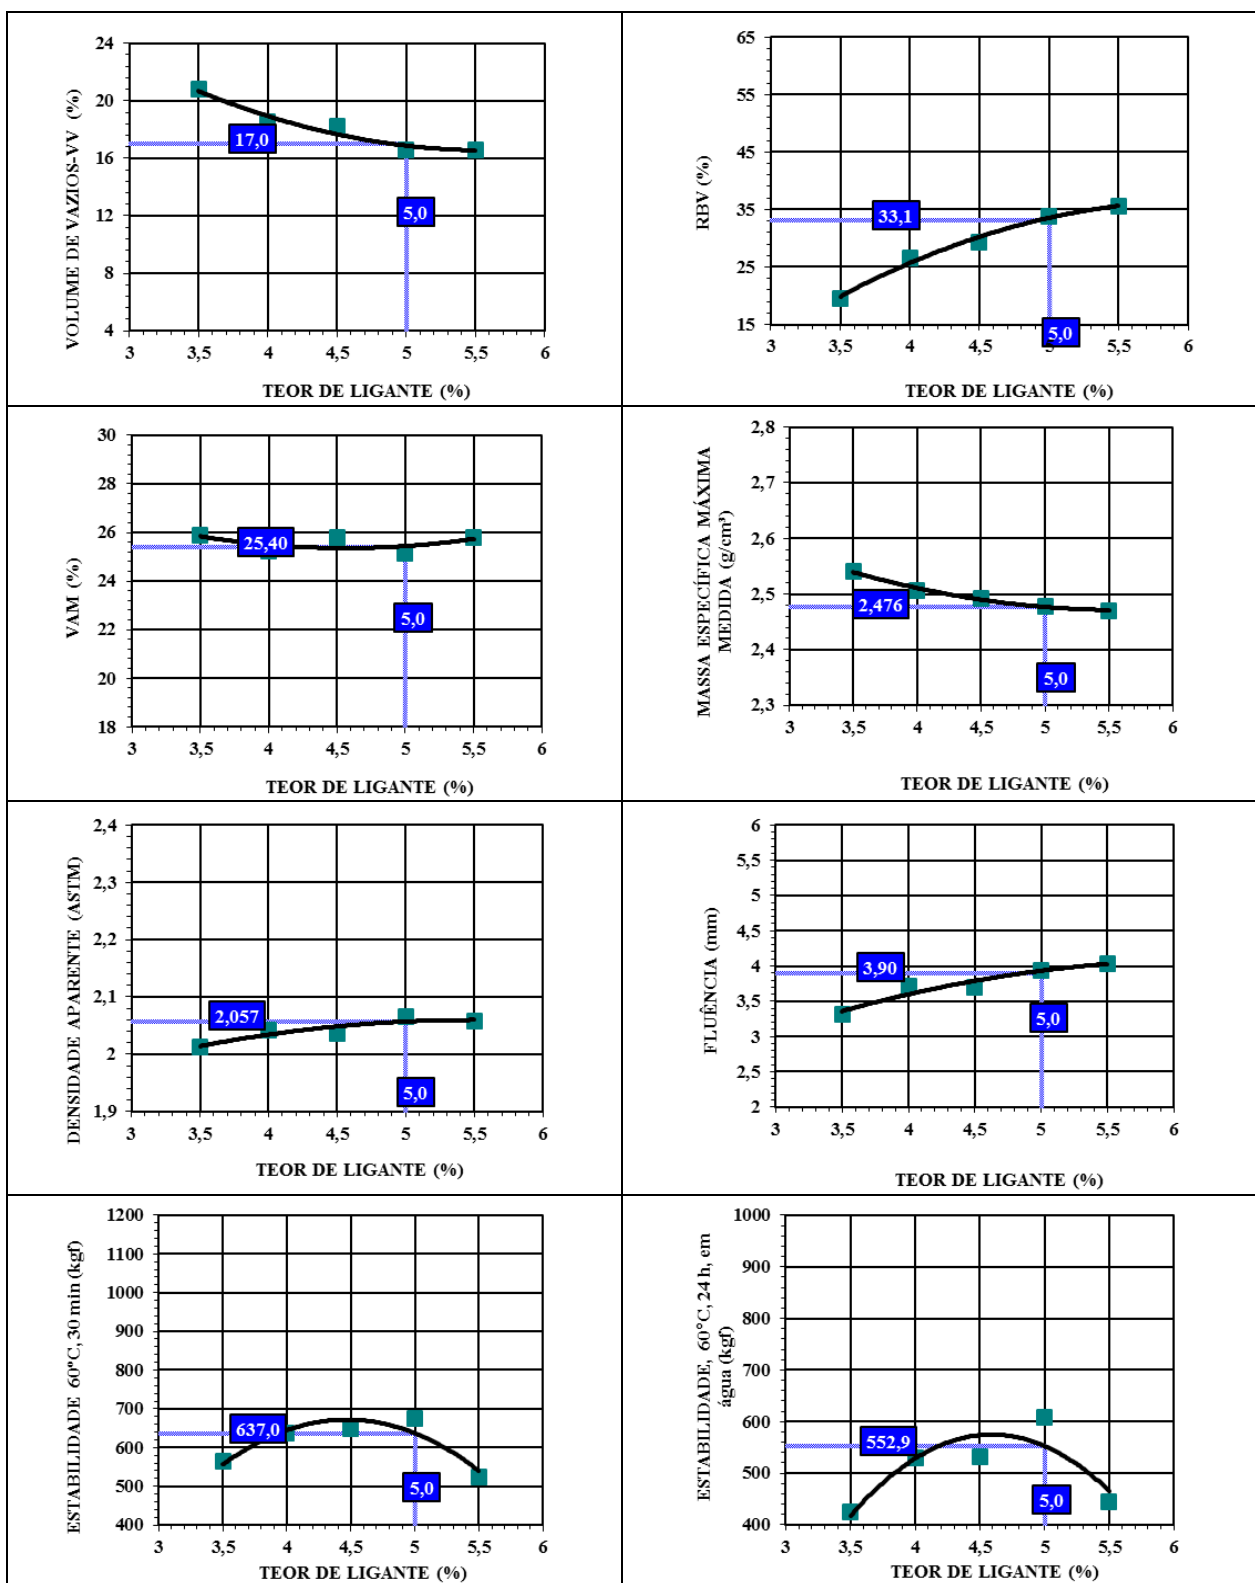 VOLUME DE VAZIOS-VV (%)
24
20
16
12
8
4
17,0
5,0
3 3,5 4 4,5 5 5,5 6
TEOR DE LIGANTE (%)
RBV (%)
65
55
45
35
25
15
33,1
5,0
3 3,5 4 4,5 5 5,5 6
TEOR DE LIGANTE (%)
VAM (%)
30
28
26
24
22
20
18
25,40
5,0
3 3,5 4 4,5 5 5,5 6
TEOR DE LIGANTE (%)
MASSA ESPECÍFICA MÁXIMA
MEDIDA (g/cm³)
2,8
2,7
2,6
2,5
2,4
2,3
2,476
5,0
3 3,5 4 4,5 5 5,5 6
TEOR DE LIGANTE (%)
DENSIDADE APARENTE (ASTM)
2,4
2,3
2,2
2,1
2
1,9
2,057
5,0
3 3,5 4 4,5 5 5,5 6
TEOR DE LIGANTE (%)
FLUÊNCIA (mm)
6
5,5
5
4,5
4
3,5
3
2,5
2
3,90
5,0
3 3,5 4 4,5 5 5,5 6
TEOR DE LIGANTE (%)
ESTABILIDADE 60°C, 30 min (kgf)
1200
1100
1000
900
800
700
600
500
400
637,0
5,0
3 3,5 4 4,5 5 5,5 6
TEOR DE LIGANTE (%)
ESTABILIDADE, 60°C, 24 h, em
água (kgf)
1000
900
800
700
600
500
400
552,9
5,0
3 3,5 4 4,5 5 5,5 6
TEOR DE LIGANTE (%)